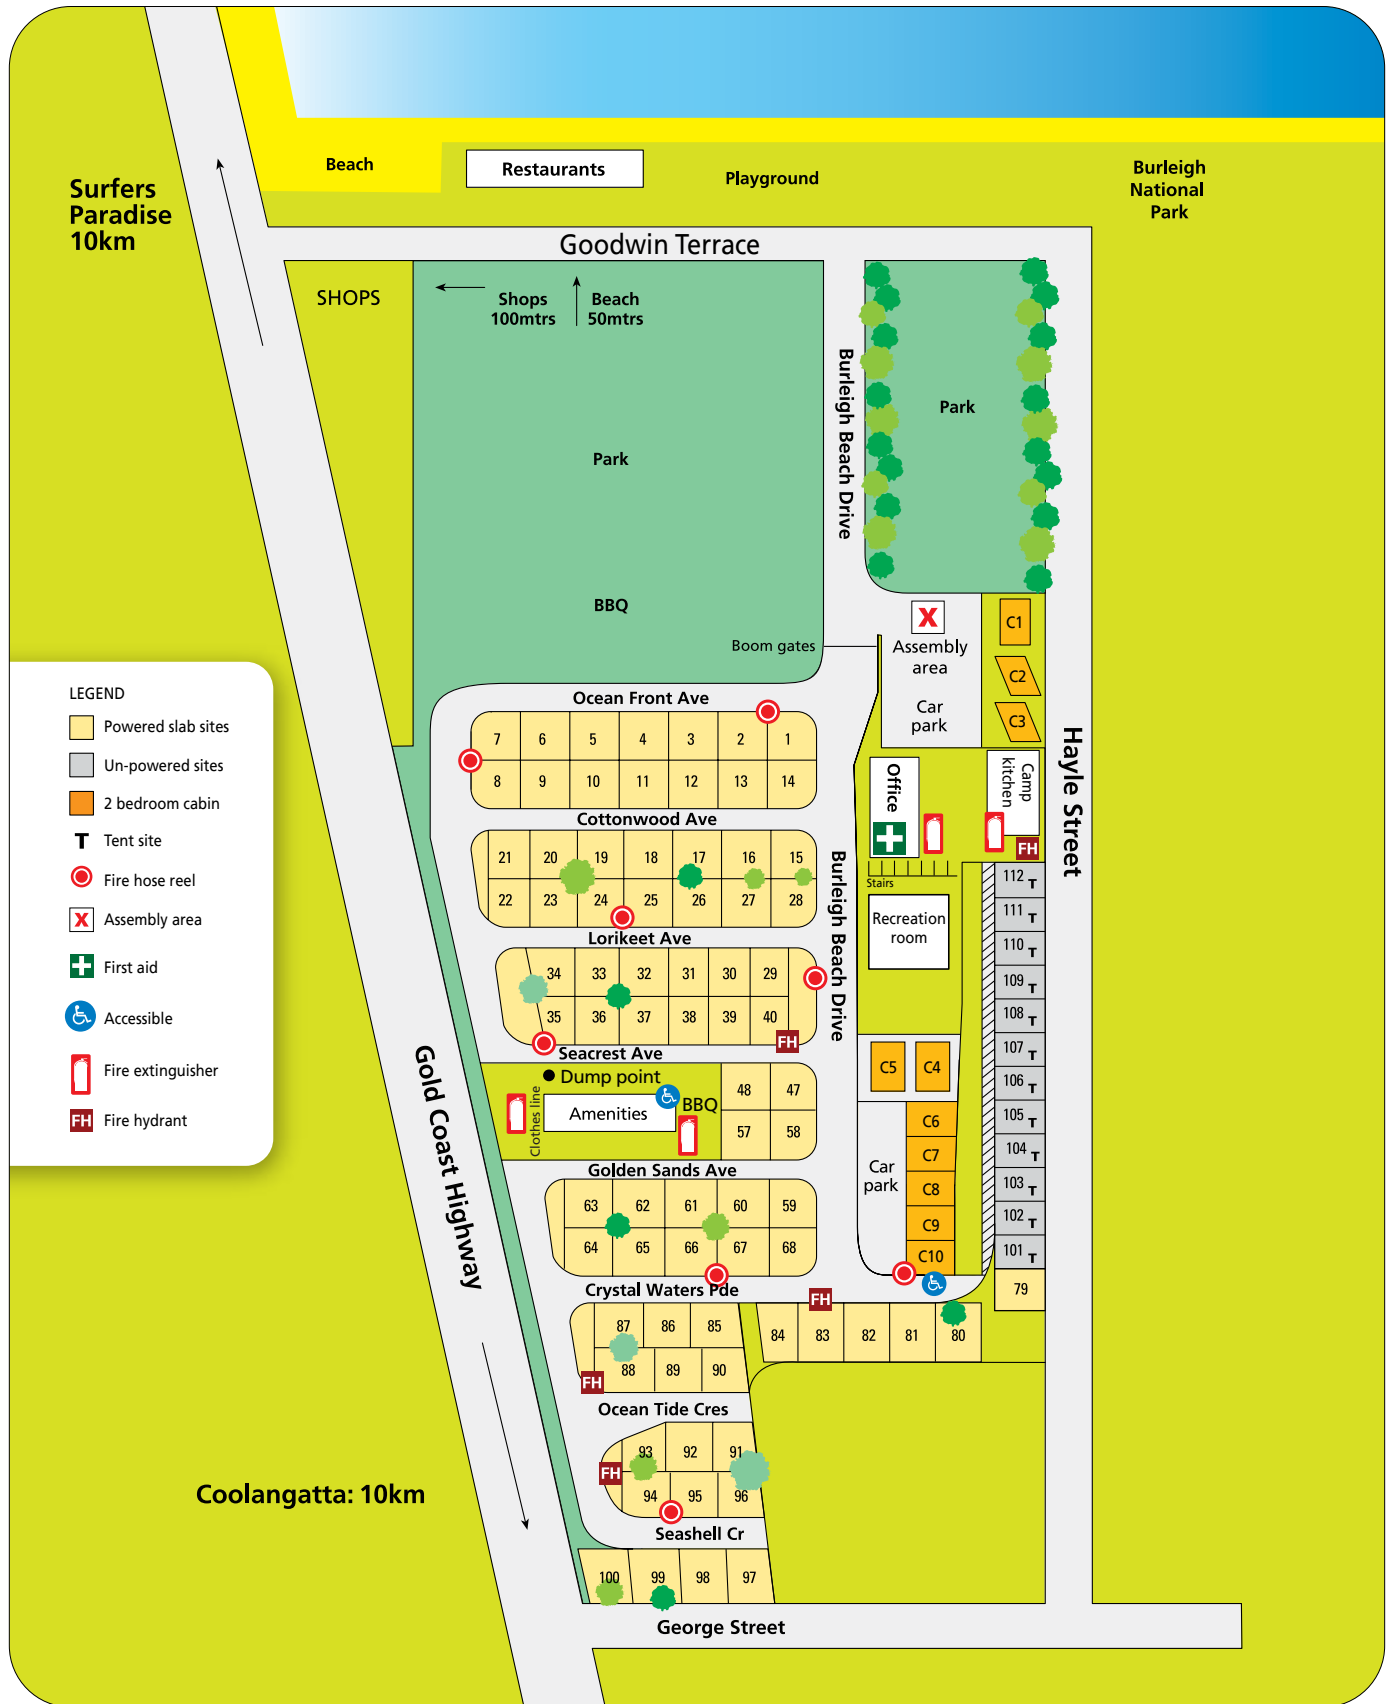 Beach
Restaurants
Playground
Burleigh
National
Park
Surfers
Paradise
10km
Goodwin Terrace
SHOPS
Shops
100mtrs
Beach
50mtrs
Burleigh Beach Drive
Park
Park
BBQ
Boom gates
X
Assembly
area
Car
park
C1
C2
C3
Hayle Street
LEGEND
Powered slab sites
Un-powered sites
2 bedroom cabin
T Tent site
Fire hose reel
X Assembly area
First aid
Accessible
Fire extinguisher
FH Fire hydrant
Ocean Front Ave
7 6 5 4 3 2 1
8 9 10 11 12 13 14
Office
Camp
kitchen
FH
Stairs
Cottonwood Ave
21 20 19 18 17 16 15
22 23 24 25 26 27 28
Burleigh Beach Drive
Recreation
room
Lorikeet Ave
34 33 32 31 30 29
35 36 37 38 39 40
FH
112 T
111 T
110 T
109 T
108 T
107 T
106 T
105 T
104 T
103 T
102 T
101 T
79
Seacrest Ave
Dump point
Clothes line
Amenities
BBQ
48 47
57 58
C5 C4
C6
C7
C8
C9
C10
Car
park
Golden Sands Ave
63 62 61 60 59
64 65 66 67 68
Gold Coast Highway
Crystal Waters Pde
FH
87 86 85
88 89 90
FH
84 83 82 81 80
Ocean Tide Cres
93 92 91
FH
94 95 96
Coolangatta: 10km
Seashell Cr
100 99 98 97
George Street